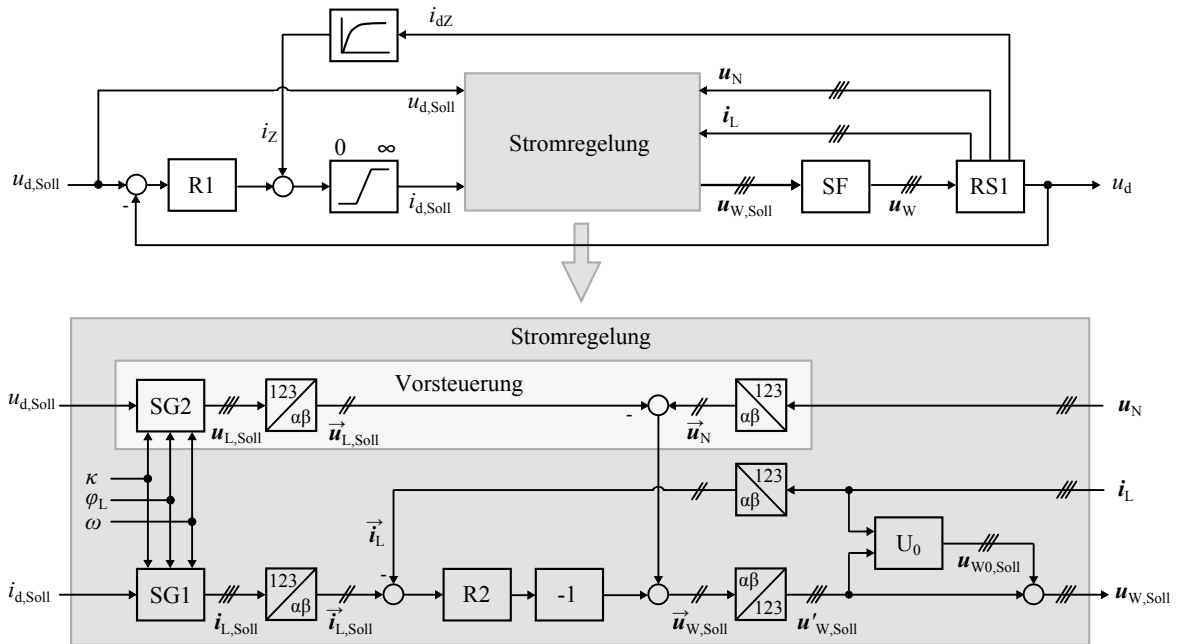 i_dZ
u_N
u_d,Soll
i_L
i_Z
Stromregelung
0 ∞
u_d,Soll
R1
SF
RS1
u_d
-
i_d,Soll
u_W,Soll
u_W
Stromregelung
Vorsteuerung
u_d,Soll
SG2
123
αβ
123
αβ
u_N
u_L,Soll
u⃗_L,Soll
-
u⃗_N
κ
φ_L
ω
123
αβ
i_L
i⃗_L
U_0
u_W0,Soll
-
i_d,Soll
SG1
123
αβ
R2
-1
αβ
123
u_W,Soll
i_L,Soll
i⃗_L,Soll
u⃗_W,Soll
u'_W,Soll